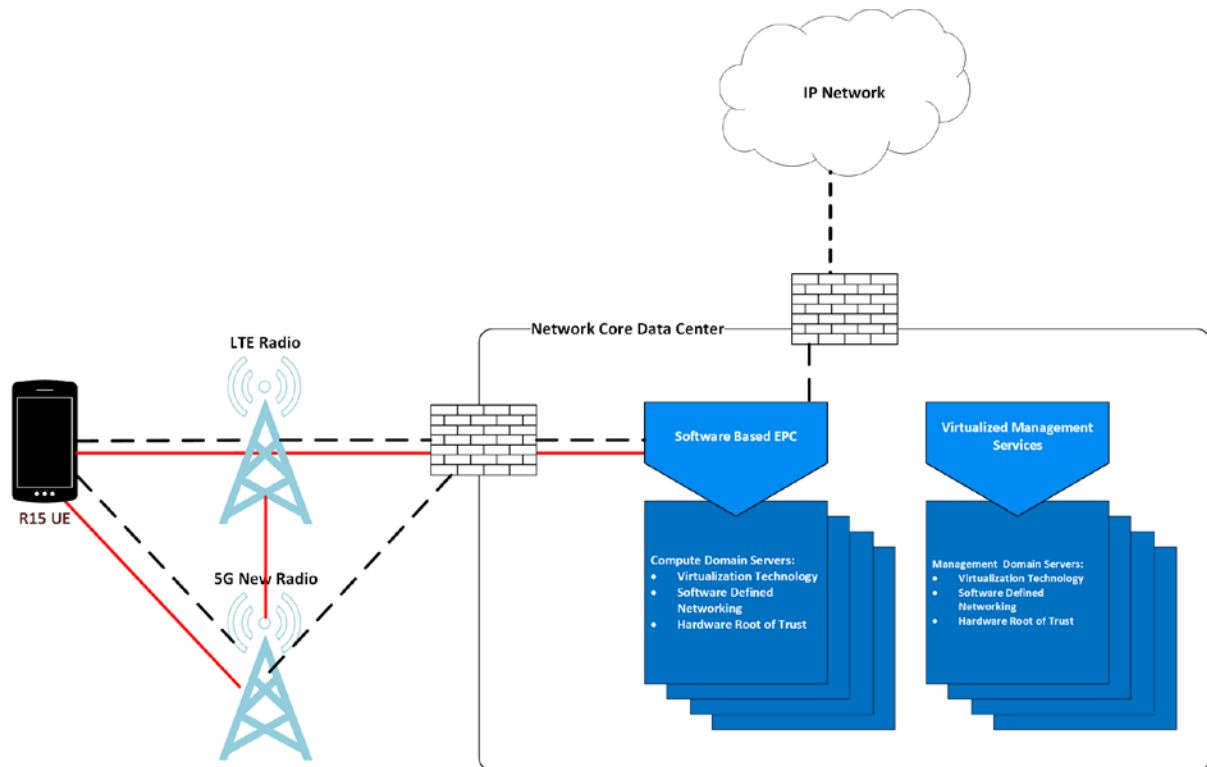 IP Network
Network Core Data Center
LTE Radio
R15 UE
5G New Radio
Software Based EPC
Virtualized Management
Services
Compute Domain Servers:
• Virtualization Technology
• Software Defined
Networking
• Hardware Root of Trust
Management Domain Servers:
• Virtualization Technology
• Software Defined
Networking
• Hardware Root of Trust